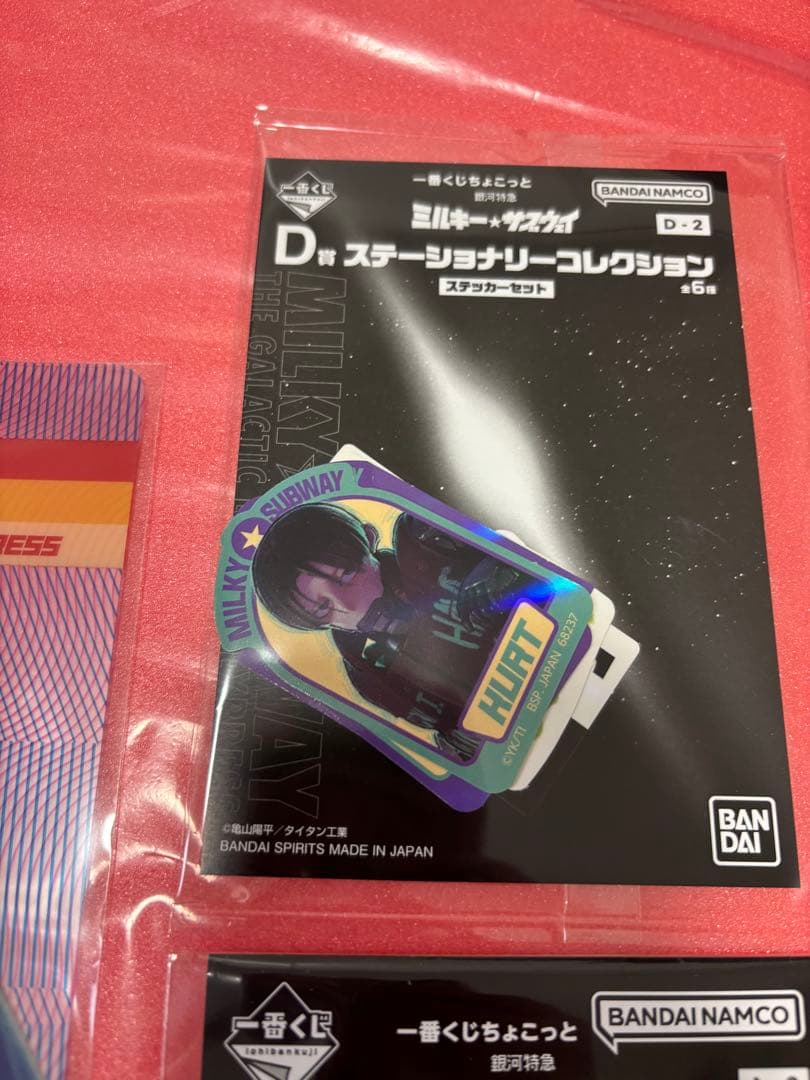 一番くじ
ichibankuji
一番くじちょこっと
銀河特急
ミルキー★サブウェイ
BANDAI NAMCO
D-2
D賞 ステーショナリーコレクション
ステッカーセット
全6種
MILKY★SUBWAY
THE GALACTIC
EXPRESS
MILKY★SUBWAY
HURT
©YK/TI BSP. JAPAN 68237
©亀山陽平/タイタン工業
BANDAI SPIRITS MADE IN JAPAN
BAN
DAI
RESS
一番くじ
ichibankuji
一番くじちょこっと
銀河特急
BANDAI NAMCO